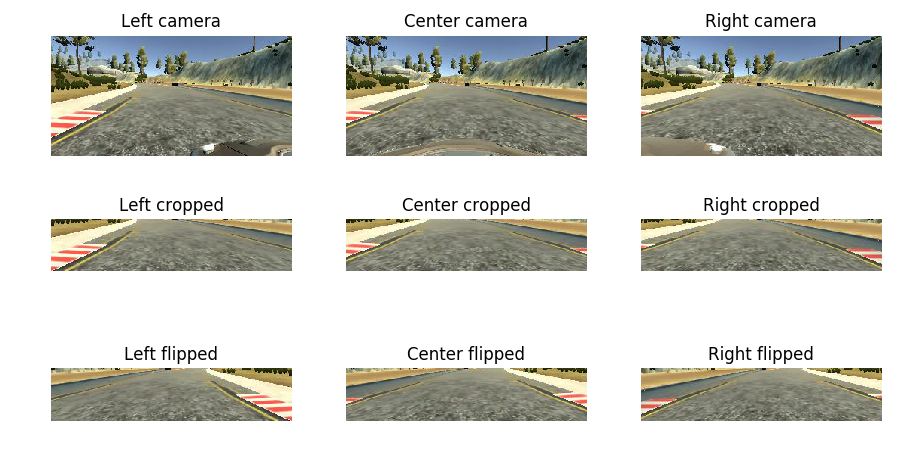 Left camera
Center camera
Right camera
Left cropped
Center cropped
Right cropped
Left flipped
Center flipped
Right flipped